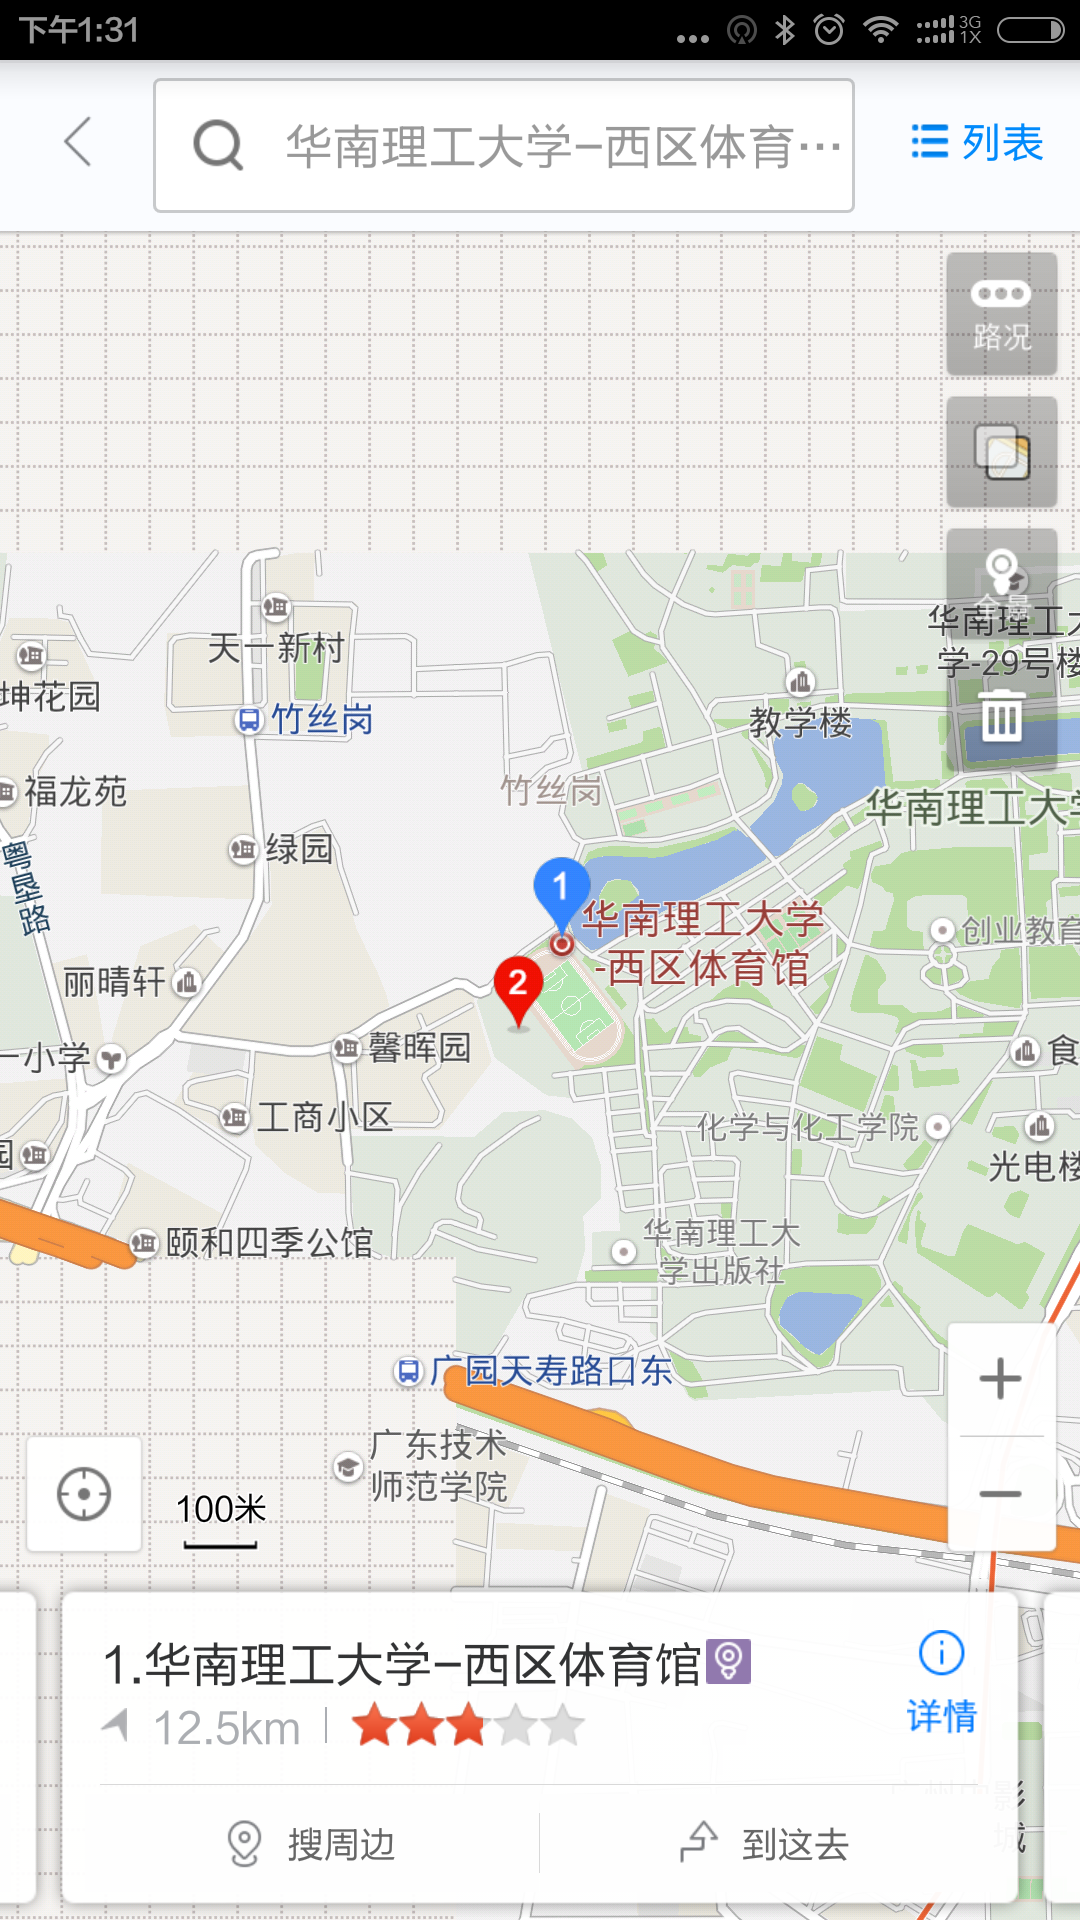 下午1:31
3G
1X
华南理工大学–西区体育…
列表
路况
全景
华南理工大
学-29号楼
天一新村
坤花园
竹丝岗
教学楼
竹丝岗
福龙苑
华南理工大学
绿园
粤垦路
1
华南理工大学
-西区体育馆
创业教育
丽晴轩
2
一小学
馨晖园
食
工商小区
化学与化工学院
园
光电楼
颐和四季公馆
华南理工大
学出版社
广园天寿路口东
广东技术
师范学院
100米
1.华南理工大学–西区体育馆
12.5km
详情
影
城
搜周边
到这去